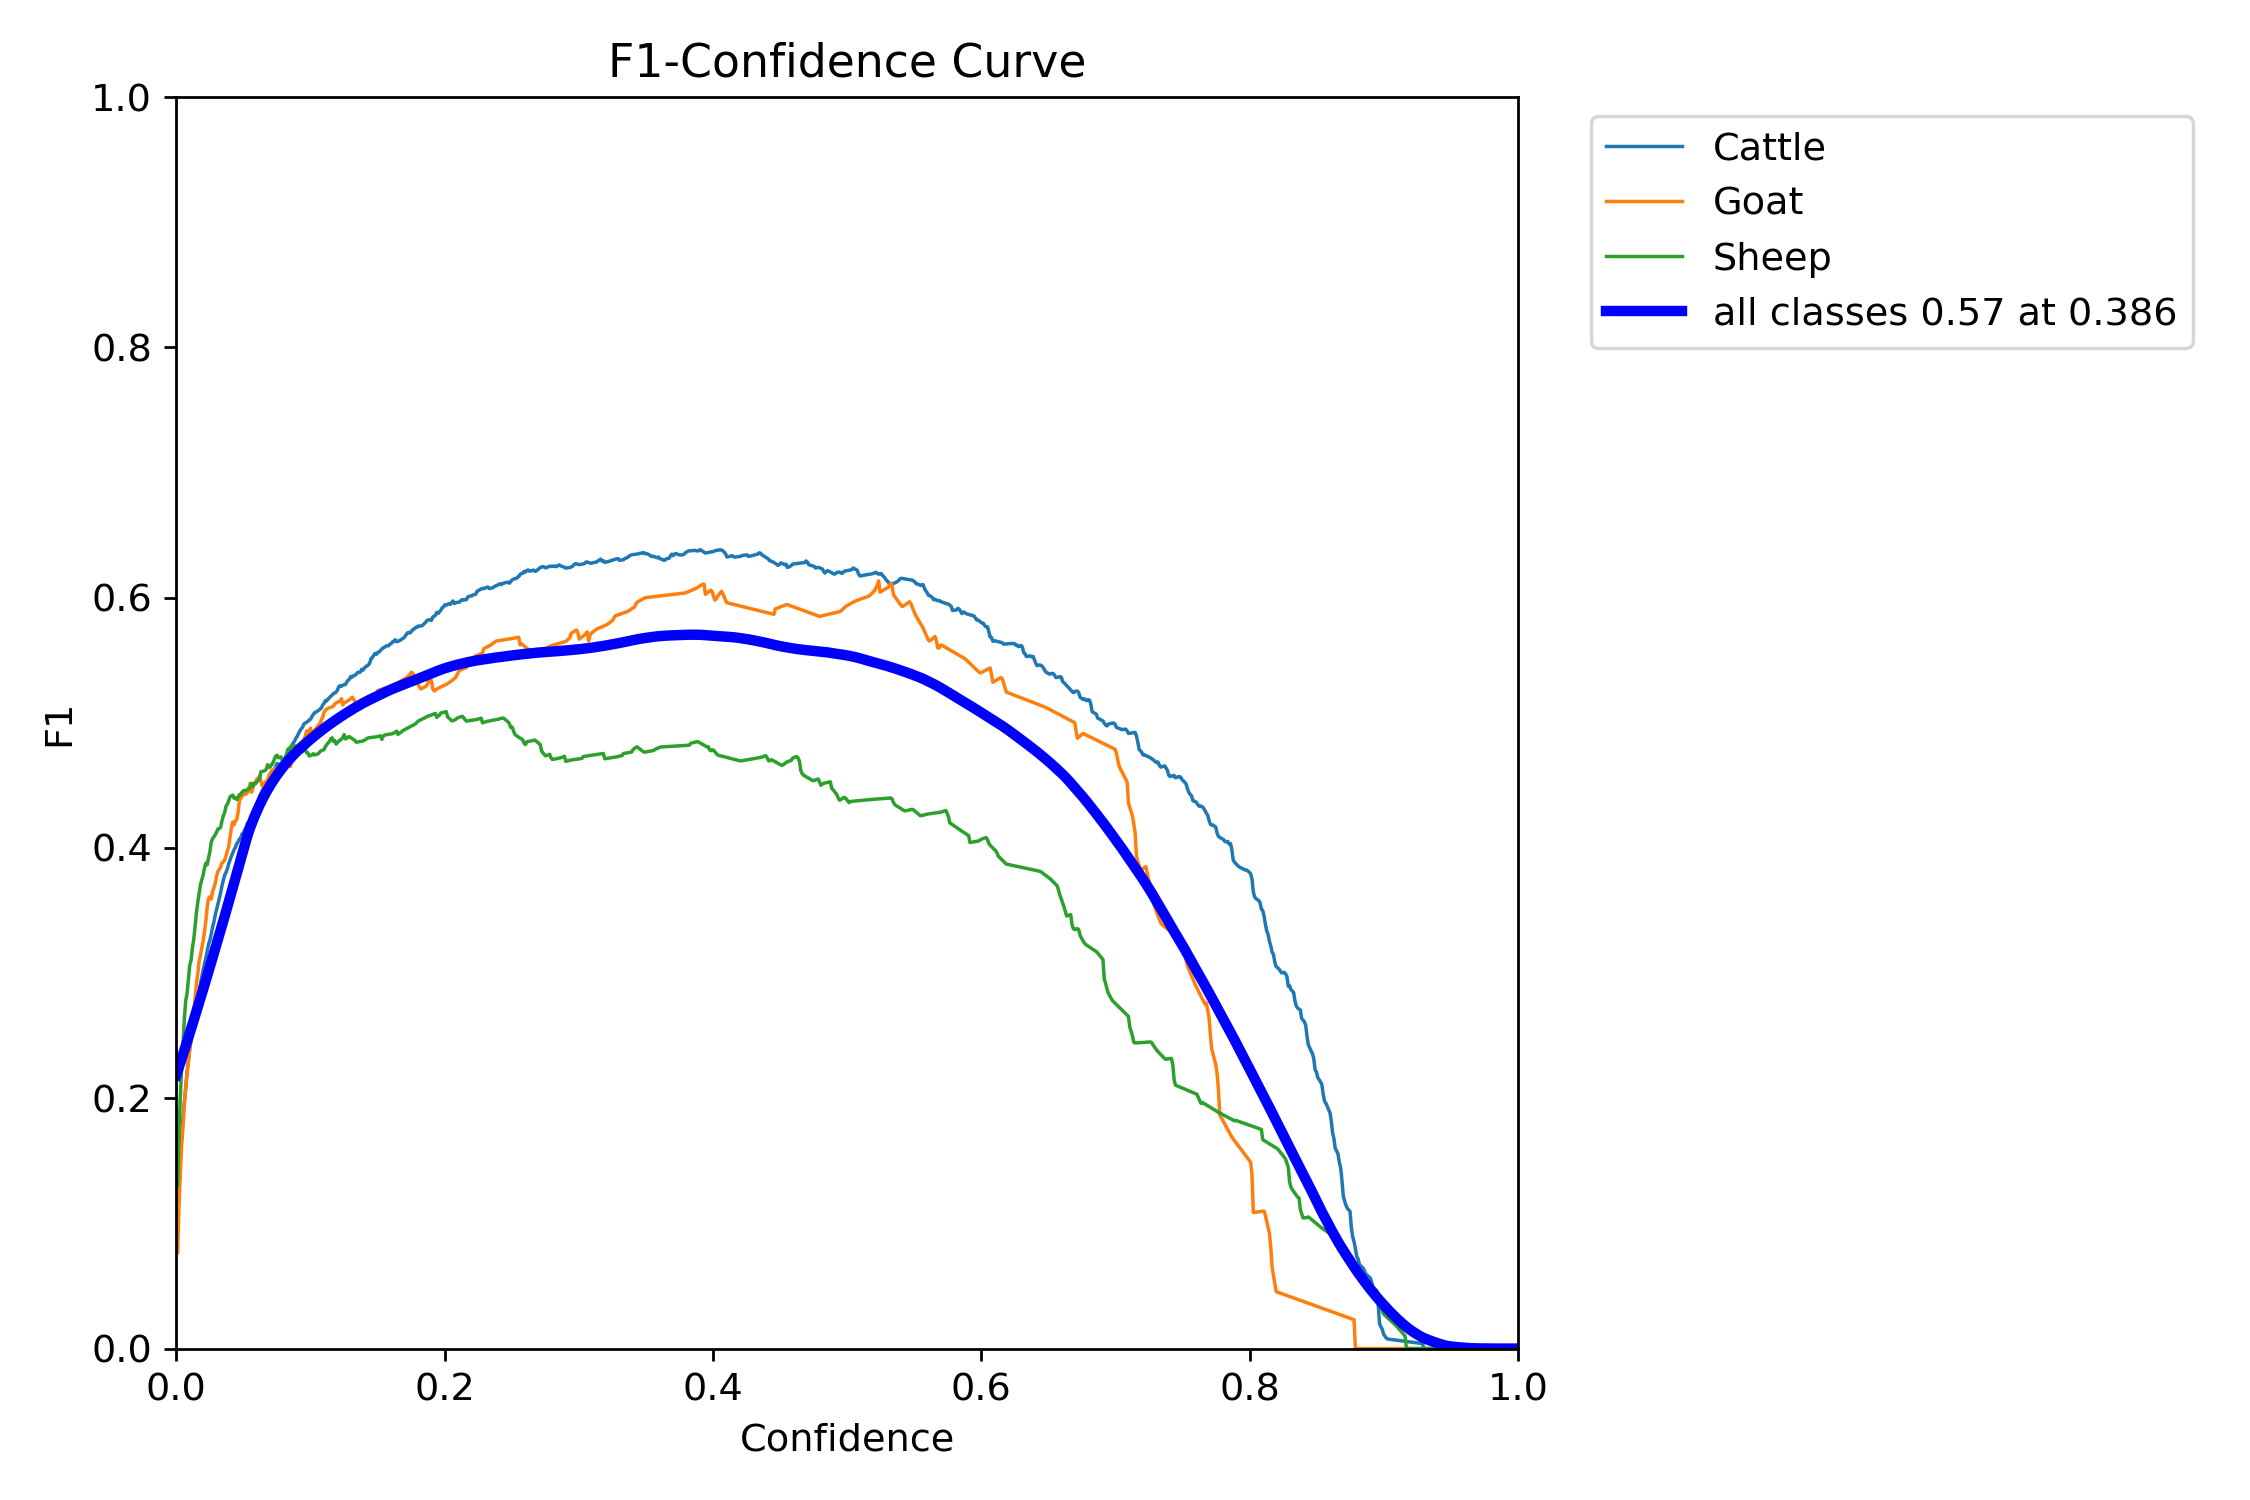 F1-Confidence Curve
1.0
0.8
0.6
0.4
0.2
0.0
F1
0.0 0.2 0.4 0.6 0.8 1.0
Confidence
Cattle
Goat
Sheep
all classes 0.57 at 0.386